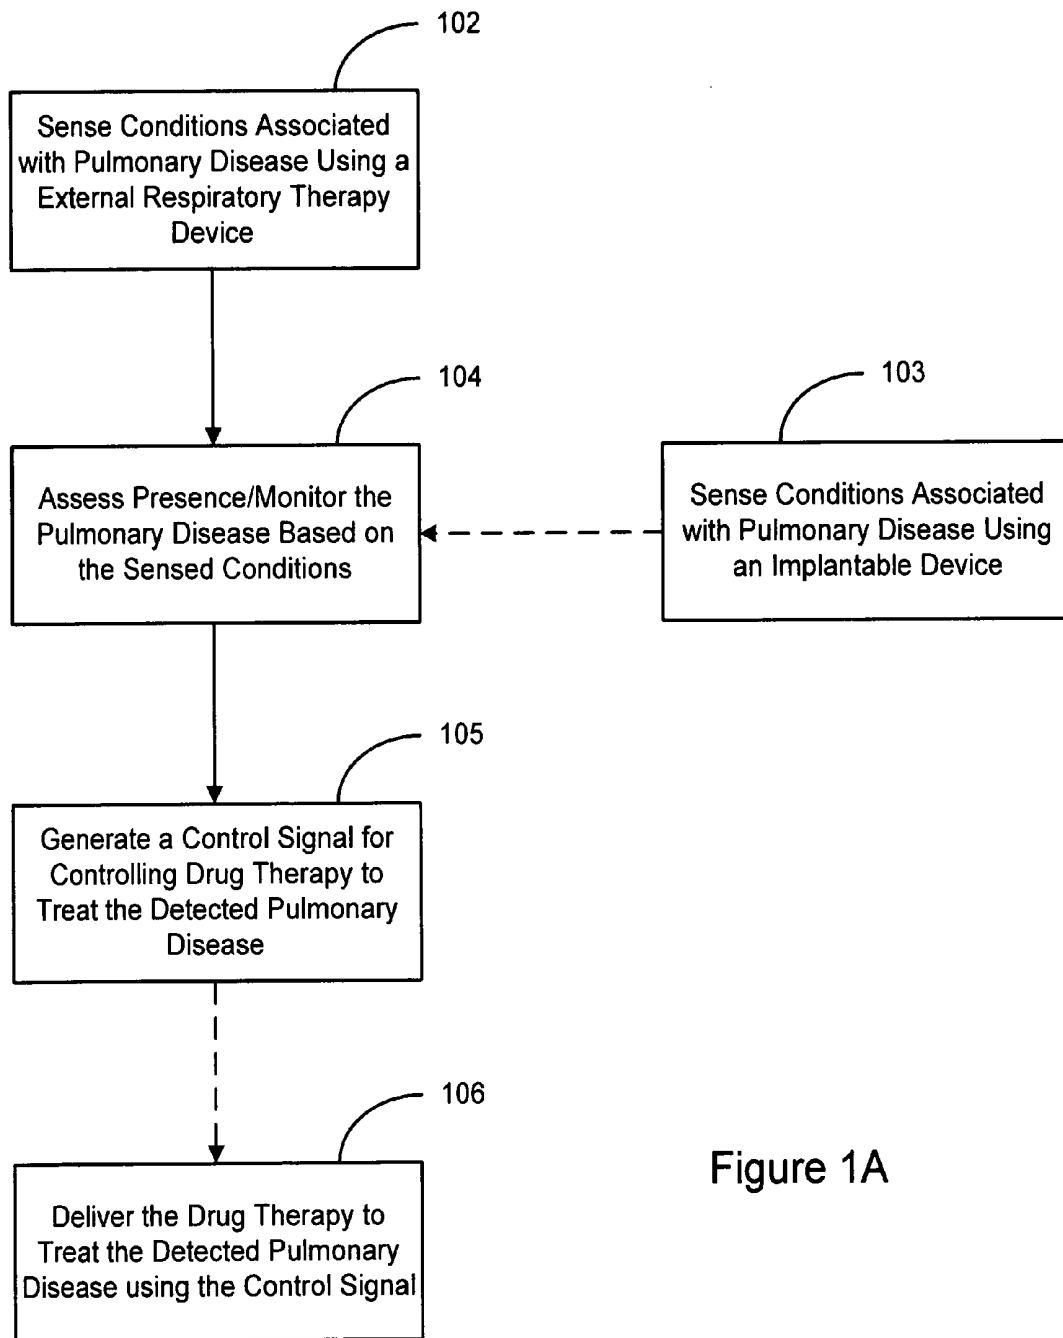 102
Sense Conditions Associated
with Pulmonary Disease Using a
External Respiratory Therapy
Device
104
103
Assess Presence/Monitor the
Pulmonary Disease Based on
the Sensed Conditions
Sense Conditions Associated
with Pulmonary Disease Using
an Implantable Device
105
Generate a Control Signal for
Controlling Drug Therapy to
Treat the Detected Pulmonary
Disease
106
Deliver the Drug Therapy to
Treat the Detected Pulmonary
Disease using the Control Signal
Figure 1A